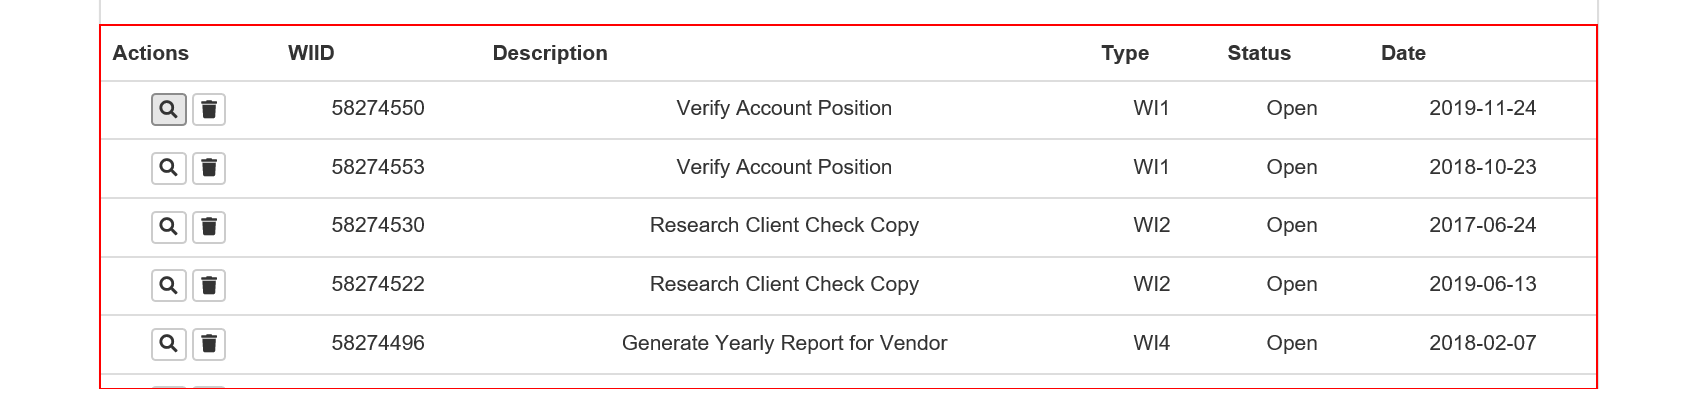 Actions WIID Description Type Status Date
58274550 Verify Account Position WI1 Open 2019-11-24
58274553 Verify Account Position WI1 Open 2018-10-23
58274530 Research Client Check Copy WI2 Open 2017-06-24
58274522 Research Client Check Copy WI2 Open 2019-06-13
58274496 Generate Yearly Report for Vendor WI4 Open 2018-02-07